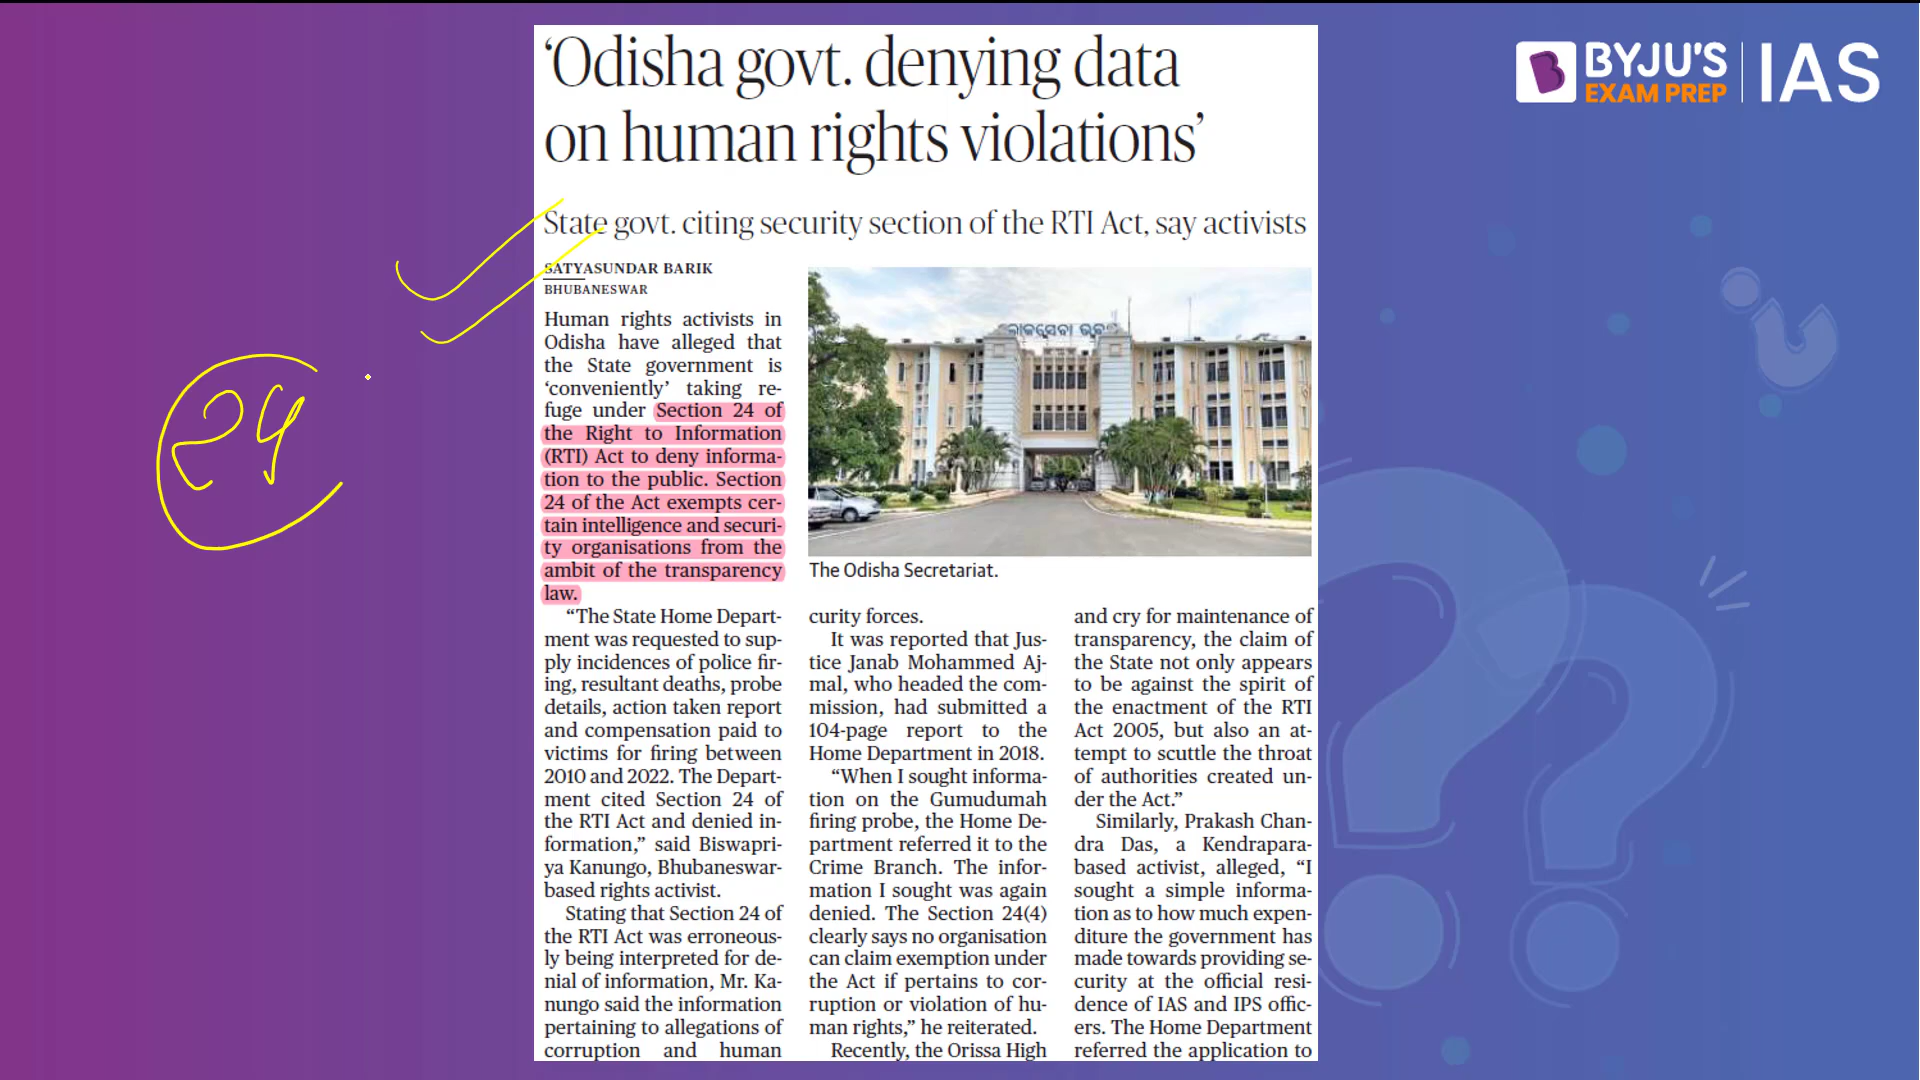 ‘Odisha govt. denying data
on human rights violations’
State govt. citing security section of the RTI Act, say activists
SATYASUNDAR BARIK
BHUBANESWAR
Human rights activists in
Odisha have alleged that
the State government is
‘conveniently’ taking re-
fuge under Section 24 of
the Right to Information
(RTI) Act to deny informa-
tion to the public. Section
24 of the Act exempts cer-
tain intelligence and securi-
ty organisations from the
ambit of the transparency
law.
“The State Home Depart-
ment was requested to sup-
ply incidences of police fir-
ing, resultant deaths, probe
details, action taken report
and compensation paid to
victims for firing between
2010 and 2022. The Depart-
ment cited Section 24 of
the RTI Act and denied in-
formation,” said Biswapri-
ya Kanungo, Bhubaneswar-
based rights activist.
Stating that Section 24 of
the RTI Act was erroneous-
ly being interpreted for de-
nial of information, Mr. Ka-
nungo said the information
pertaining to allegations of
corruption and human
ଲୋକସେବା ଭବନ
The Odisha Secretariat.
curity forces.
It was reported that Jus-
tice Janab Mohammed Aj-
mal, who headed the com-
mission, had submitted a
104-page report to the
Home Department in 2018.
“When I sought informa-
tion on the Gumudumah
firing probe, the Home De-
partment referred it to the
Crime Branch. The infor-
mation I sought was again
denied. The Section 24(4)
clearly says no organisation
can claim exemption under
the Act if pertains to cor-
ruption or violation of hu-
man rights,” he reiterated.
Recently, the Orissa High
and cry for maintenance of
transparency, the claim of
the State not only appears
to be against the spirit of
the enactment of the RTI
Act 2005, but also an at-
tempt to scuttle the throat
of authorities created un-
der the Act.”
Similarly, Prakash Chan-
dra Das, a Kendrapara-
based activist, alleged, “I
sought a simple informa-
tion as to how much expen-
diture the government has
made towards providing se-
curity at the official resi-
dence of IAS and IPS offic-
ers. The Home Department
referred the application to
24
BYJU'S
EXAM PREP
IAS